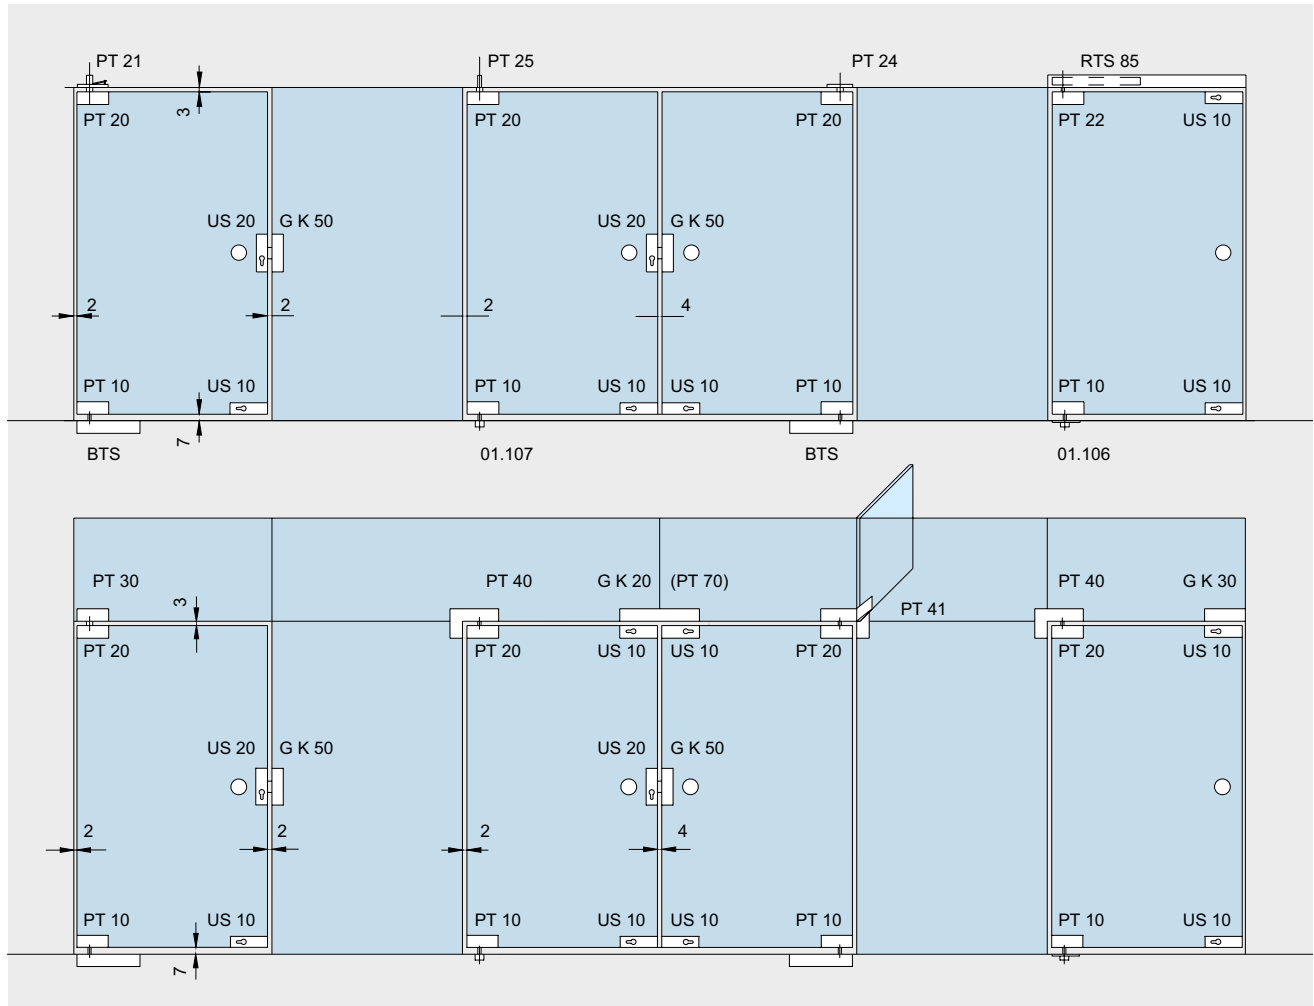 PT 21 PT 25 PT 24 RTS 85
3
PT 20 PT 20 PT 20 PT 22 US 10
US 20 G K 50 US 20 G K 50
2 2 2 4
PT 10 US 10 PT 10 US 10 US 10 PT 10 PT 10 US 10
7
BTS 01.107 BTS 01.106
PT 30 PT 40 G K 20 (PT 70) PT 40 G K 30
3 PT 41
PT 20 PT 20 US 10 US 10 PT 20 PT 20 US 10
US 20 G K 50 US 20 G K 50
2 2 2 4
PT 10 US 10 PT 10 US 10 US 10 PT 10 PT 10 US 10
7